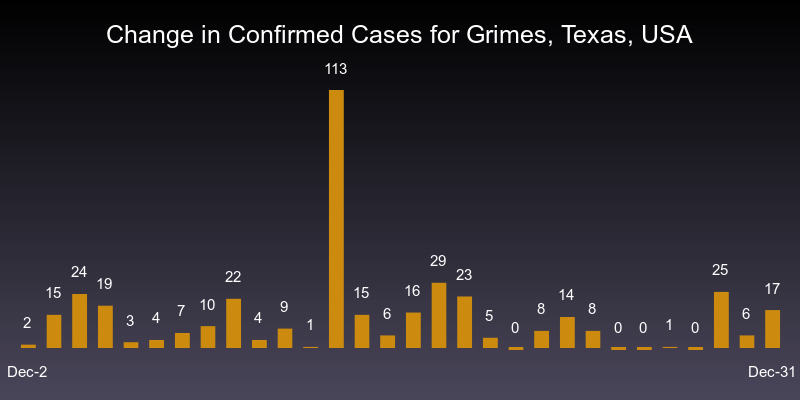 Change in Confirmed Cases for Grimes, Texas, USA
2 15 24 19 3 4 7 10 22 4 9 1 113 15 6 16 29 23 5 0 8 14 8 0 0 1 0 25 6 17
Dec-2 Dec-31